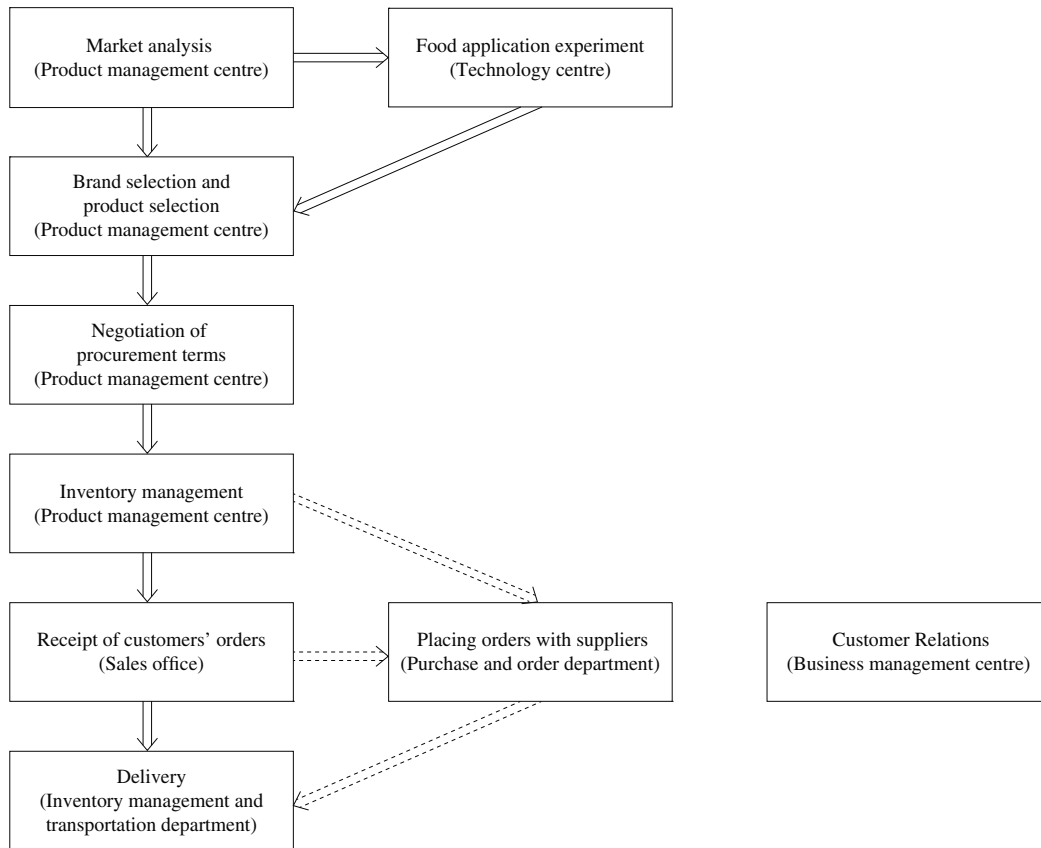 Market analysis
(Product management centre)
Food application experiment
(Technology centre)
Brand selection and
product selection
(Product management centre)
Negotiation of
procurement terms
(Product management centre)
Inventory management
(Product management centre)
Receipt of customers’ orders
(Sales office)
Placing orders with suppliers
(Purchase and order department)
Customer Relations
(Business management centre)
Delivery
(Inventory management and
transportation department)